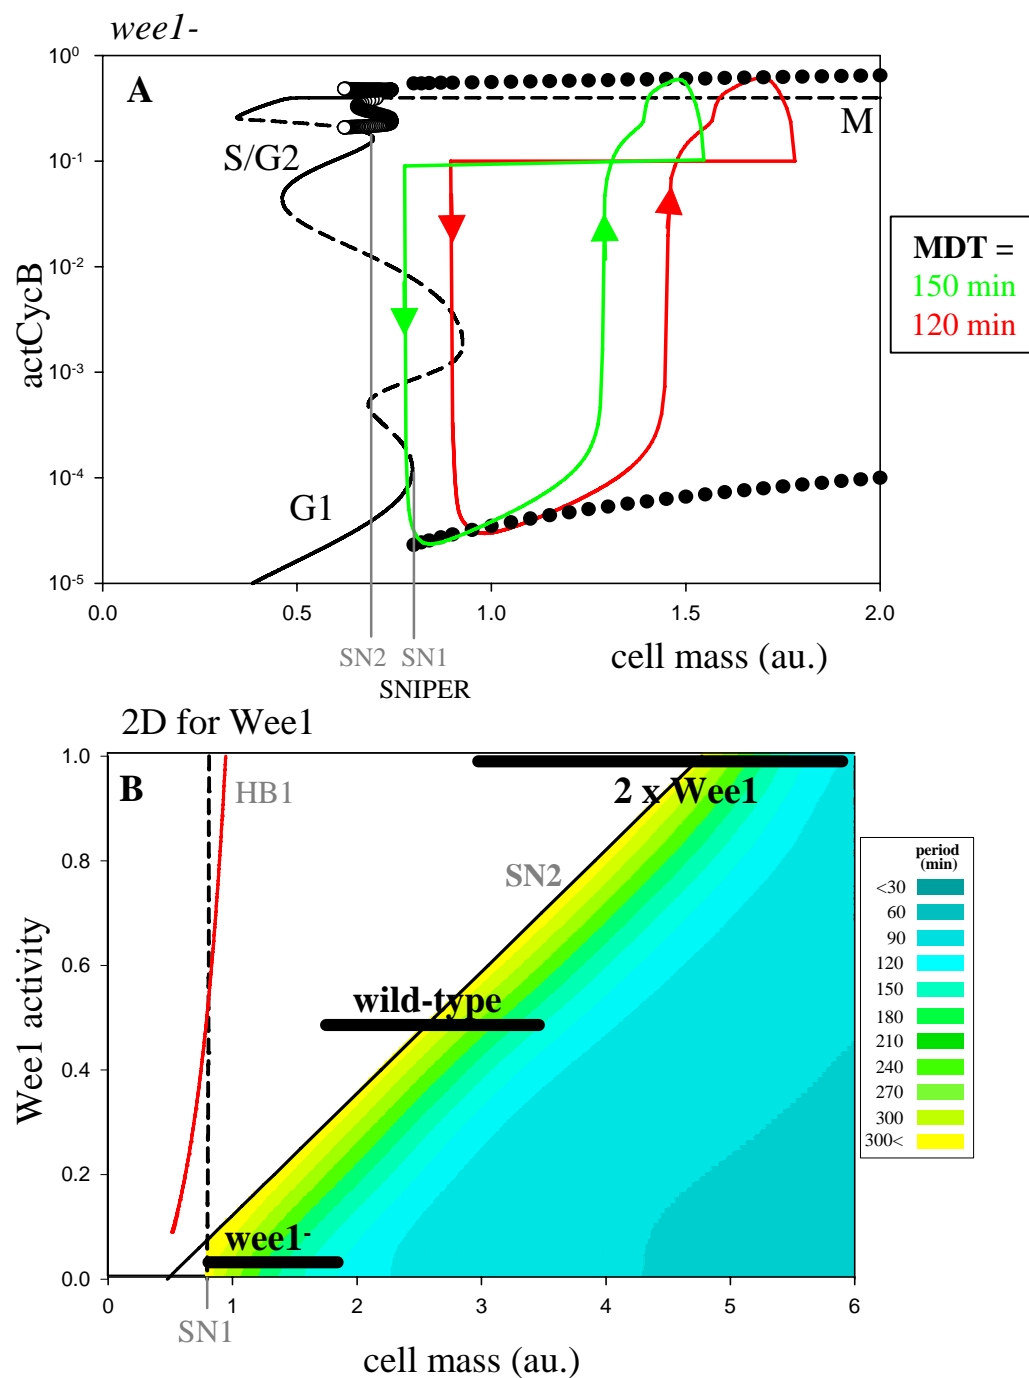 wee1-
A
10⁰
10⁻¹
10⁻²
10⁻³
10⁻⁴
10⁻⁵
actCycB
S/G2
G1
M
MDT =
150 min
120 min
0.0 0.5 1.0 1.5 2.0
SN2 SN1
SNIPER
cell mass (au.)
2D for Wee1
B
1.0
0.8
0.6
0.4
0.2
0.0
Wee1 activity
HB1
2 x Wee1
SN2
wild-type
wee1⁻
period
(min)
<30
60
90
120
150
180
210
240
270
300
300<
0 1 2 3 4 5 6
SN1
cell mass (au.)